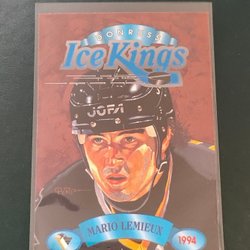 DONRUSS
Ice Kings
JOFA
MARIO LEMIEUX
1994